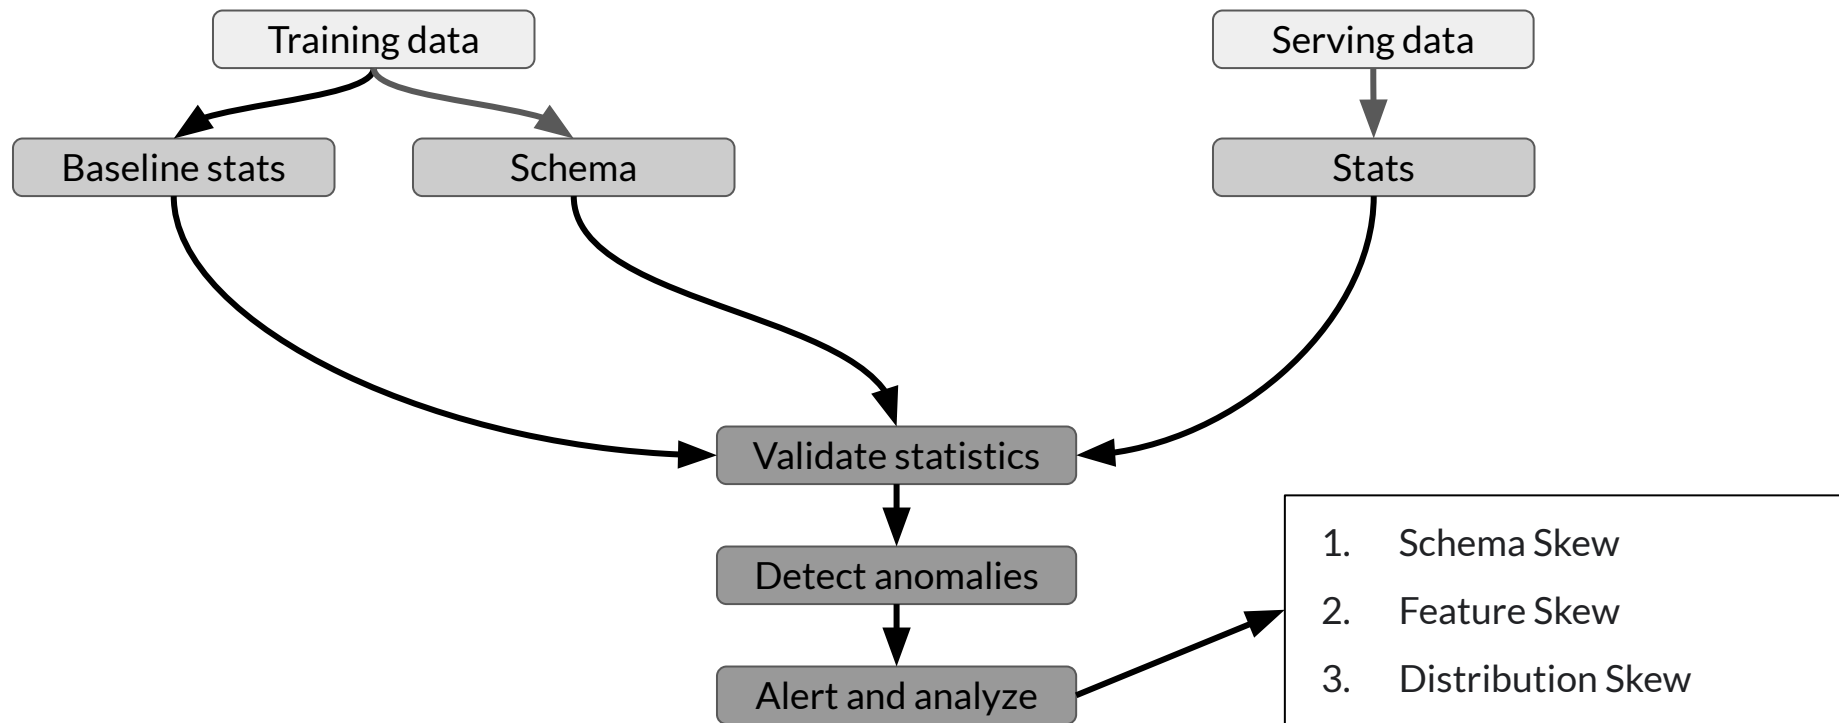 Training data
Serving data
Baseline stats
Schema
Stats
Validate statistics
Detect anomalies
Alert and analyze
1. Schema Skew
2. Feature Skew
3. Distribution Skew